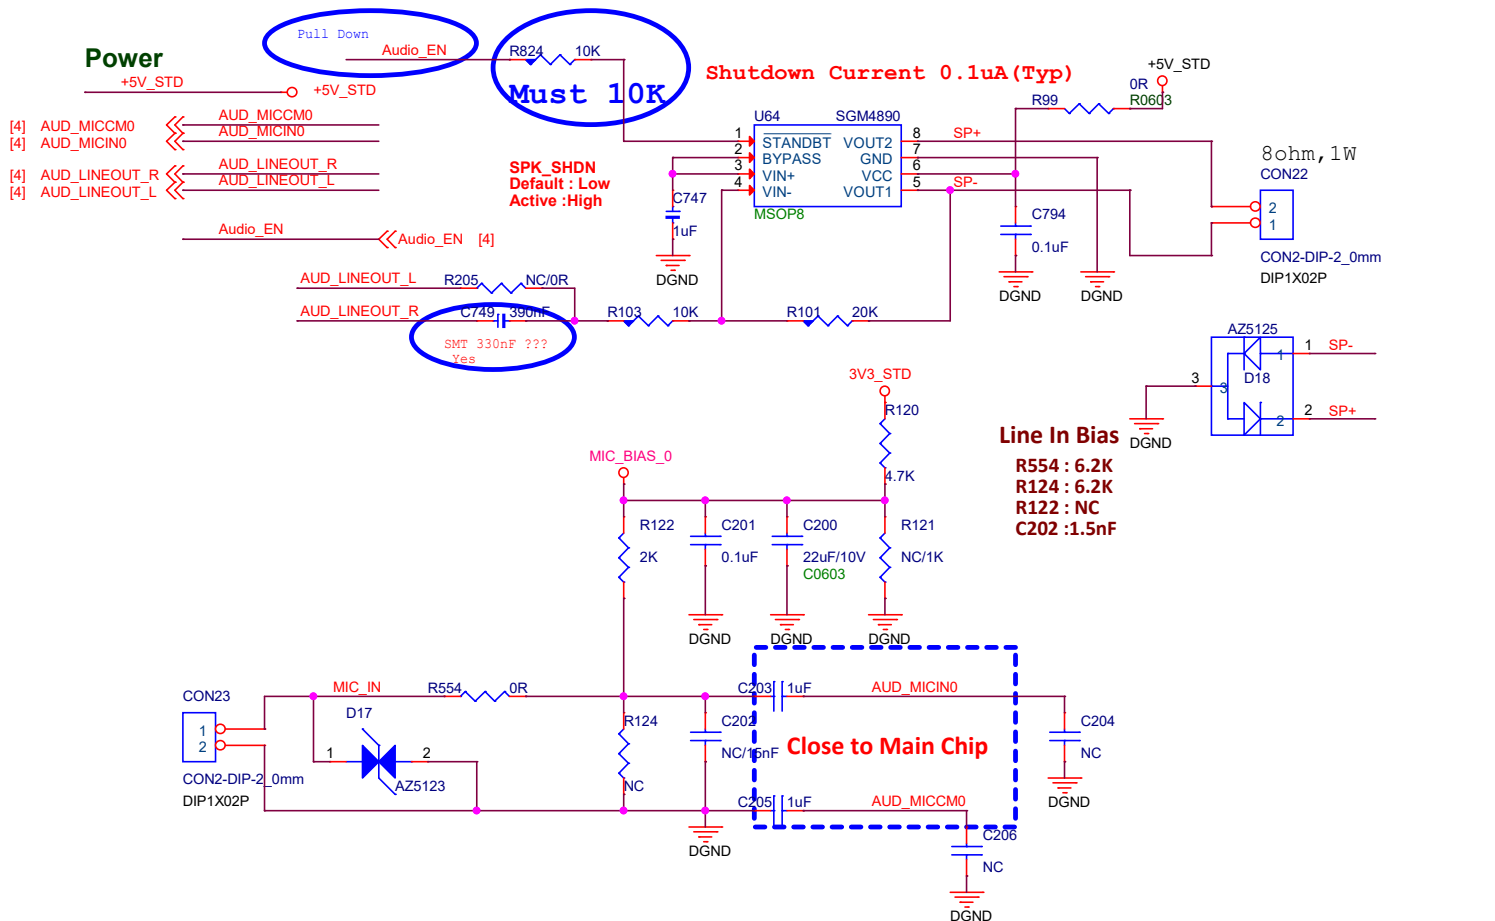 Pull Down
Audio_EN
R824 10K
Must 10K
Power
+5V_STD
+5V_STD
[4] AUD_MICCM0
AUD_MICCM0
[4] AUD_MICIN0
AUD_MICIN0
[4] AUD_LINEOUT_R
AUD_LINEOUT_R
[4] AUD_LINEOUT_L
AUD_LINEOUT_L
Audio_EN
Audio_EN [4]
Shutdown Current 0.1uA(Typ)
+5V_STD
0R
R99
R0603
U64 SGM4890
1 STANDBT VOUT2 8 SP+
2 BYPASS GND 7
3 VIN+ VCC 6
4 VIN- VOUT1 5 SP-
MSOP8
SPK_SHDN
Default : Low
Active :High
C747
1uF
DGND
C794
0.1uF
DGND
DGND
8ohm,1W
CON22
2
1
CON2-DIP-2_0mm
DIP1X02P
AUD_LINEOUT_L
R205 NC/0R
AUD_LINEOUT_R
C749 390nF
R103 10K
R101 20K
SMT 330nF ???
Yes
AZ5125
1 1 SP-
3 3 D18
2 2 SP+
DGND
3V3_STD
R120
4.7K
MIC_BIAS_0
R122
2K
C201
0.1uF
C200
22uF/10V
C0603
R121
NC/1K
DGND
DGND
DGND
Line In Bias
R554 : 6.2K
R124 : 6.2K
R122 : NC
C202 :1.5nF
CON23
1
2
CON2-DIP-2_0mm
DIP1X02P
MIC_IN
R554 0R
D17
1 2
AZ5123
R124
NC
C202
NC/15nF
DGND
C203 1uF AUD_MICIN0
Close to Main Chip
C205 1uF AUD_MICCM0
C204
NC
DGND
C206
NC
DGND